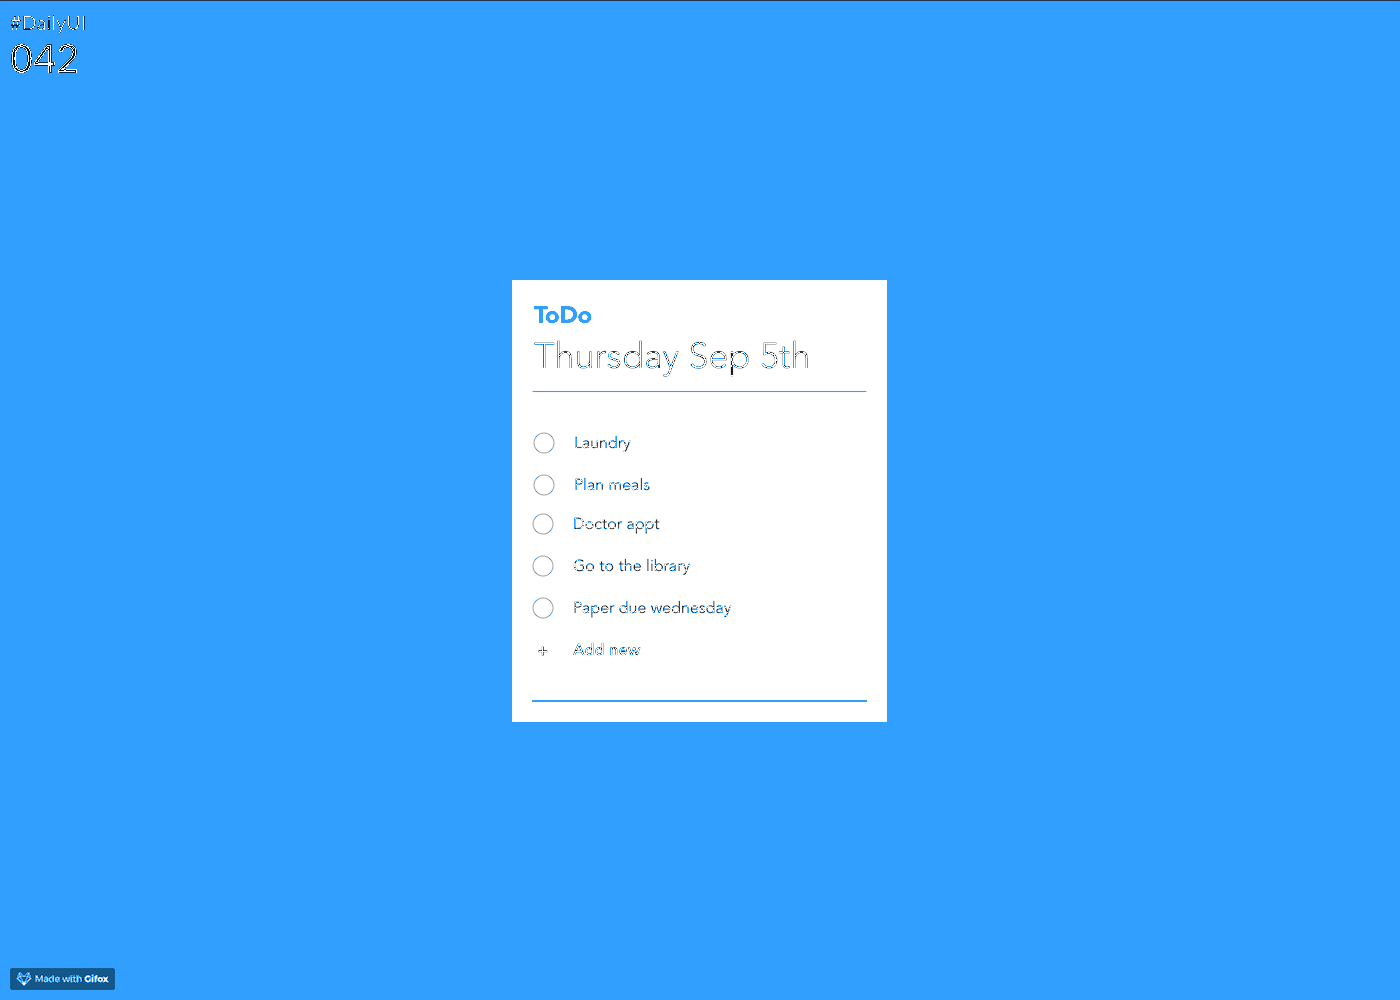 #DailyUI
042
ToDo
Thursday Sep 5th
Laundry
Plan meals
Doctor appt
Go to the library
Paper due wednesday
+ Add new
Made with Gifox